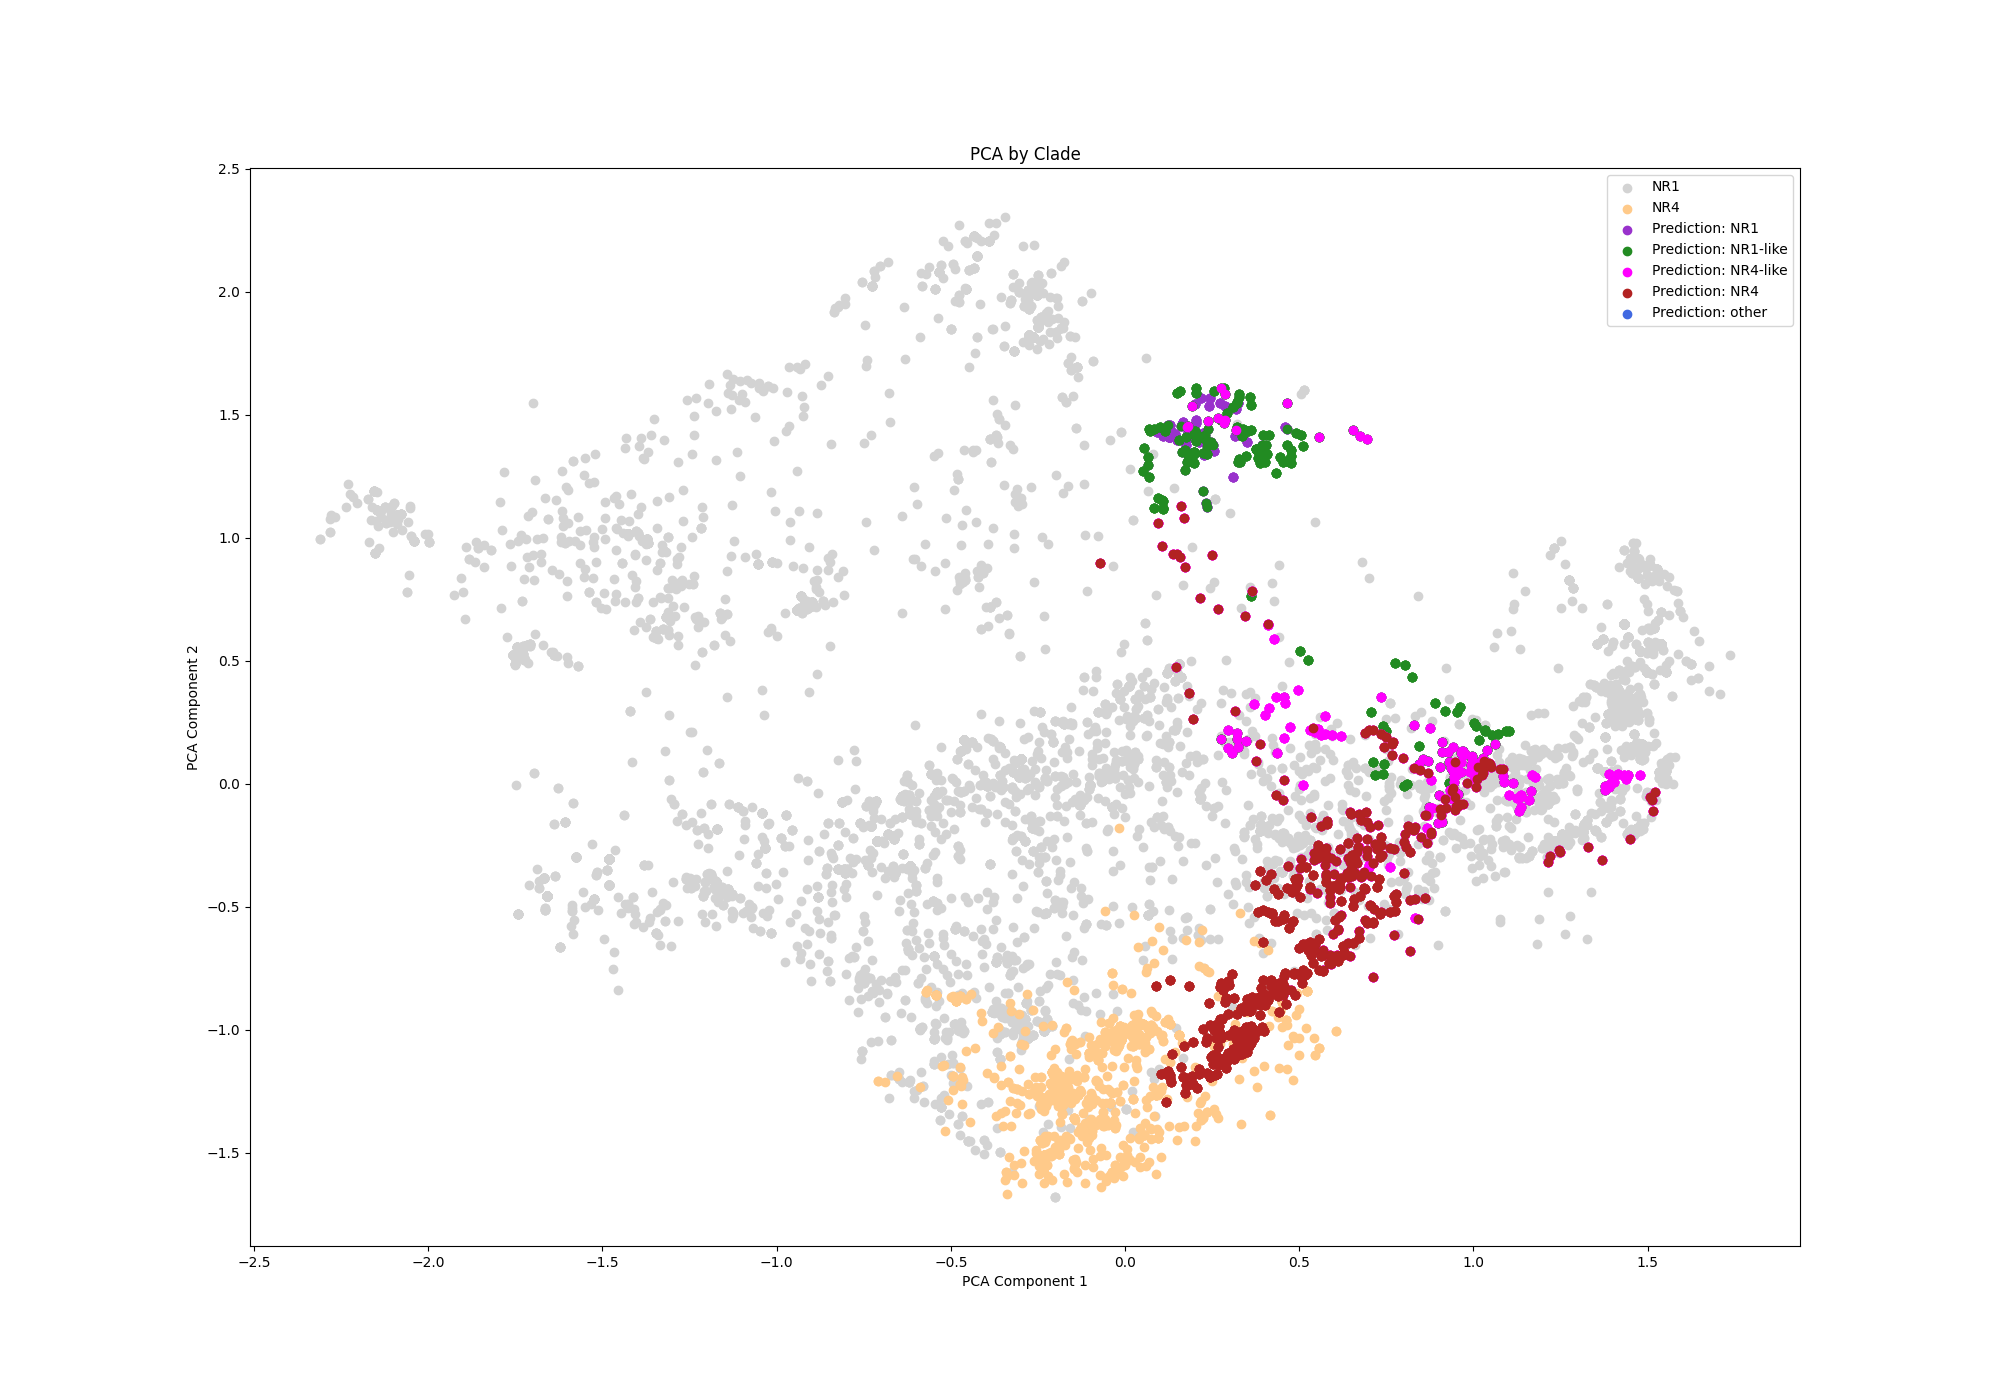 PCA by Clade
2.5
2.0
1.5
1.0
0.5
0.0
−0.5
−1.0
−1.5
PCA Component 2
NR1
NR4
Prediction: NR1
Prediction: NR1-like
Prediction: NR4-like
Prediction: NR4
Prediction: other
−2.5 −2.0 −1.5 −1.0 −0.5 0.0 0.5 1.0 1.5
PCA Component 1